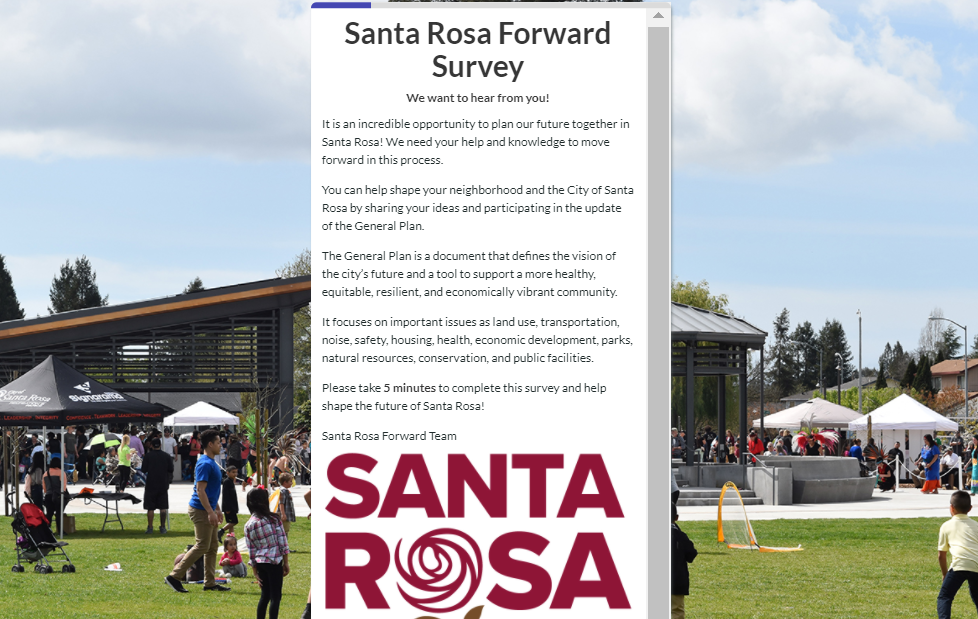 Santa Rosa Forward
Survey
We want to hear from you!
It is an incredible opportunity to plan our future together in
Santa Rosa! We need your help and knowledge to move
forward in this process.
You can help shape your neighborhood and the City of Santa
Rosa by sharing your ideas and participating in the update
of the General Plan.
The General Plan is a document that defines the vision of
the city's future and a tool to support a more healthy,
equitable, resilient, and economically vibrant community.
It focuses on important issues as land use, transportation,
noise, safety, housing, health, economic development, parks,
natural resources, conservation, and public facilities.
Please take 5 minutes to complete this survey and help
shape the future of Santa Rosa!
Santa Rosa Forward Team
SANTA
ROSA
Santa Rosa
Signarama
LEADERSHIP INTEGRITY